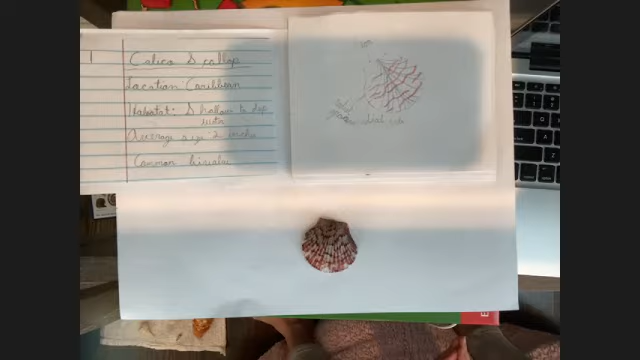 1
Calico Scallop
Location Caribbean
Habitat: Shallow to deep
water
Average size 2 inches
Common bivalve